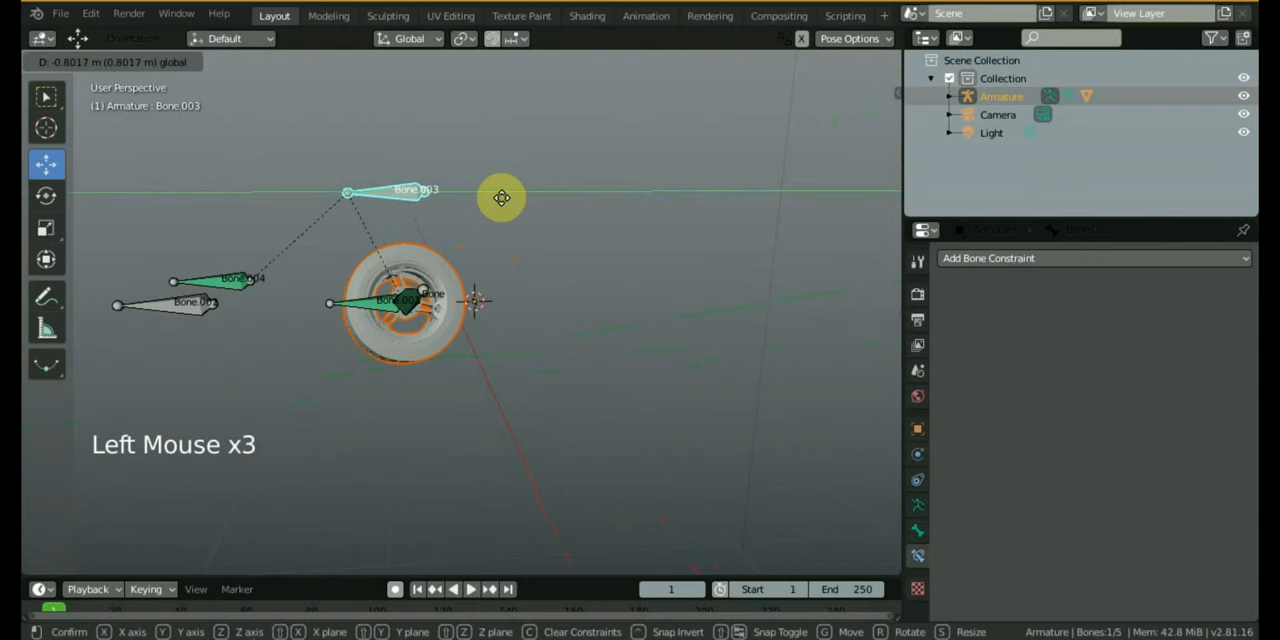 File Edit Render Window Help Layout Modeling Sculpting UV Editing Texture Paint Shading Animation Rendering Compositing Scripting + Scene View Layer
Orientation Default Global X Pose Options
D: -0.8017 m (0.8017 m) global
User Perspective
(1) Armature : Bone.003
Scene Collection
Collection
Armature
Camera
Light
Bone.003
Bone.004
Bone
Add Bone Constraint
Left Mouse x3
Playback Keying View Marker 1 Start 1 End 250
1
Confirm X X axis Y Y axis Z Z axis X X plane Y Y plane Z Z plane C Clear Constraints Snap Invert Snap Toggle G Move R Rotate S Resize Armature | Bones:1/5 | Mem: 42.8 MiB | v2.81.16